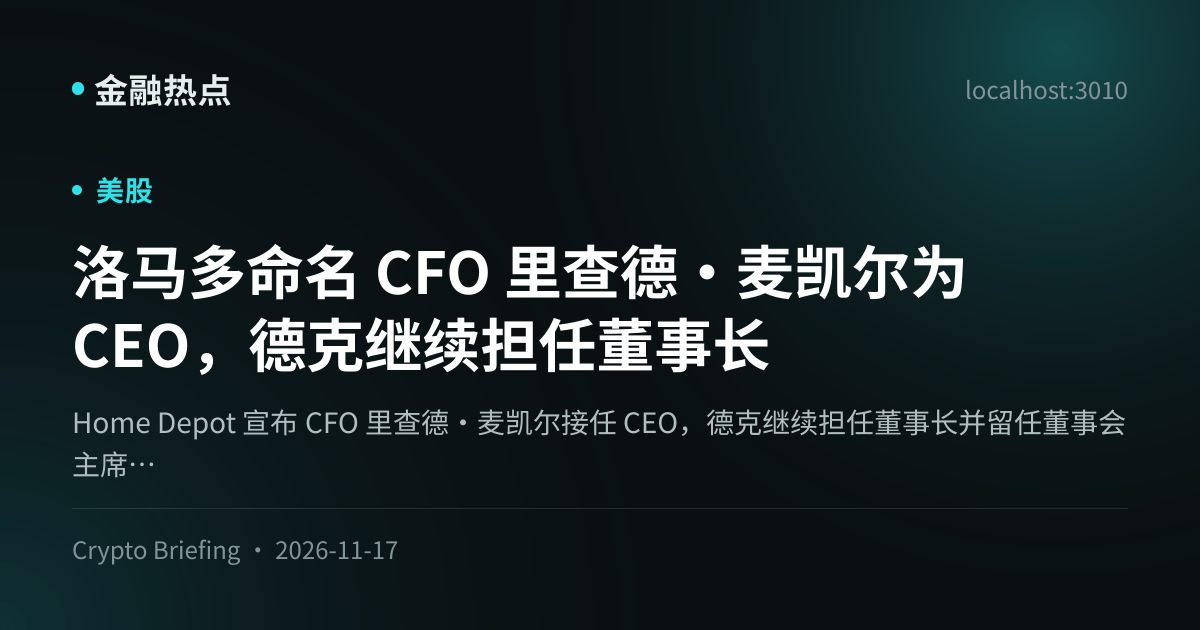 金融热点
localhost:3010
美股
洛马多命名 CFO 里查德·麦凯尔为
CEO，德克继续担任董事长
Home Depot 宣布 CFO 里查德·麦凯尔接任 CEO，德克继续担任董事长并留任董事会
主席…
Crypto Briefing · 2026-11-17